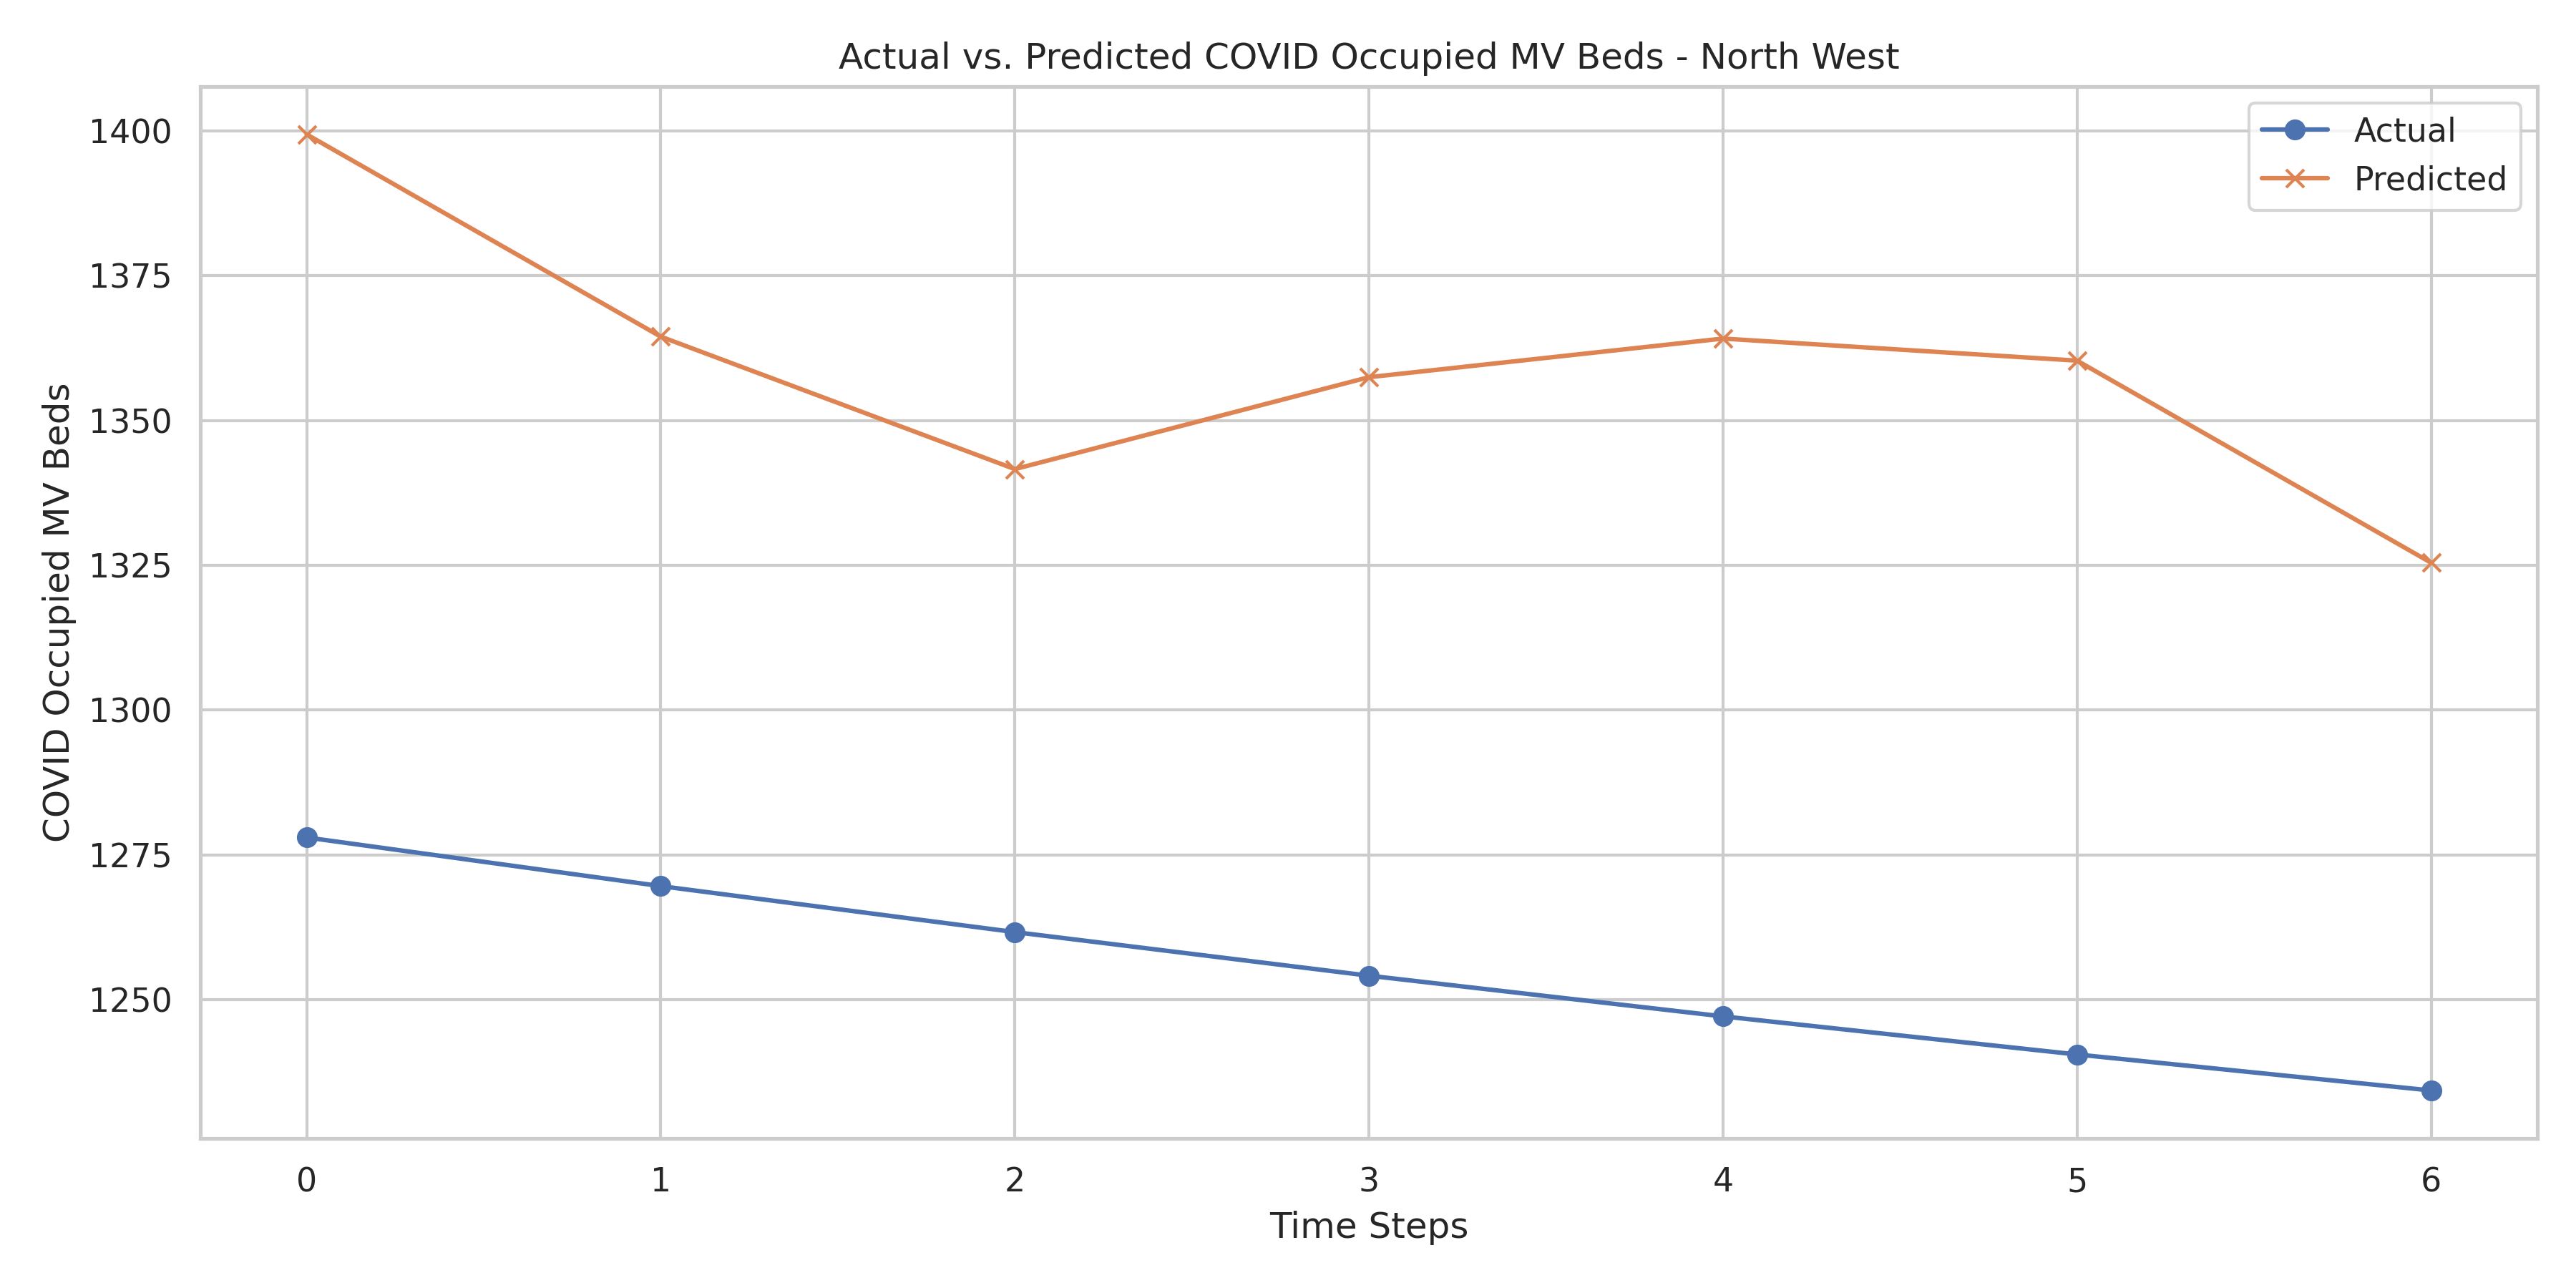 Actual vs. Predicted COVID Occupied MV Beds - North West
Actual
Predicted
COVID Occupied MV Beds
1400
1375
1350
1325
1300
1275
1250
0 1 2 3 4 5 6
Time Steps